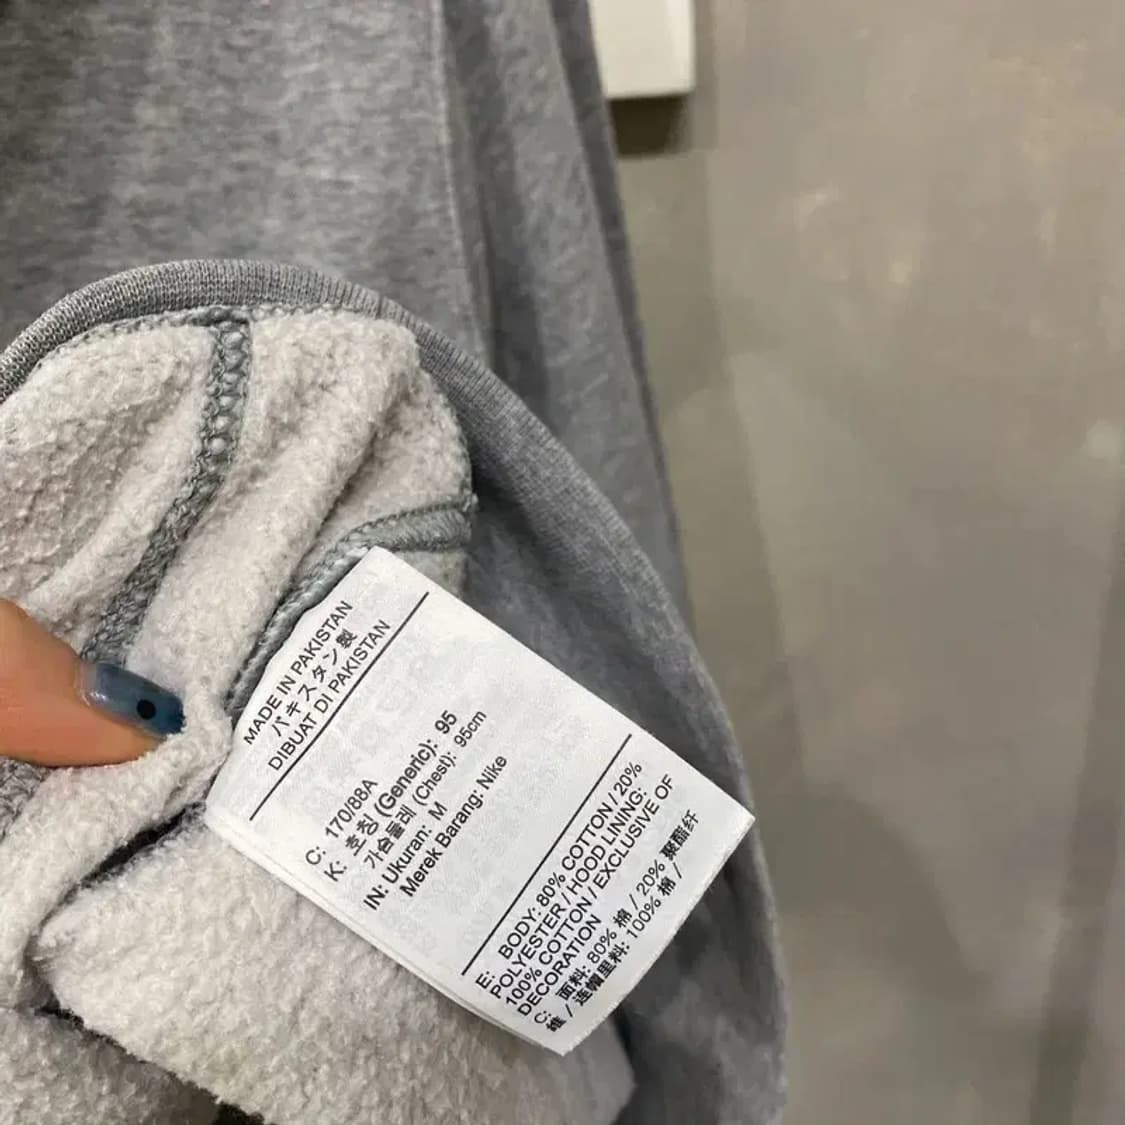 MADE IN PAKISTAN
パキスタン製
DIBUAT DI PAKISTAN
C: 170/88A
K: 호칭 (Generic): 95
가슴둘레 (Chest): 95cm
IN: Ukuran: M
Merek Barang: Nike
E: BODY: 80% COTTON / 20%
POLYESTER / HOOD LINING:
100% COTTON / EXCLUSIVE OF
DECORATION
C: 面料: 80% 棉 / 20% 聚酯纤
维 / 连帽里料: 100% 棉 /